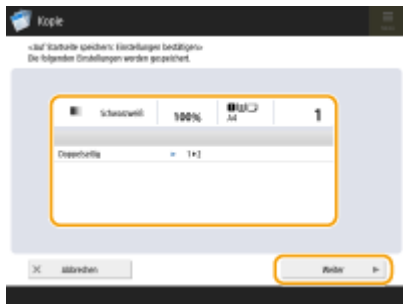 Kopie
<Auf Startseite speichern: Einstellungen bestätigen>
Die folgenden Einstellungen werden gespeichert.
Schwarzweiß 100% A4 1
Doppelseitig 1►2
Abbrechen Weiter